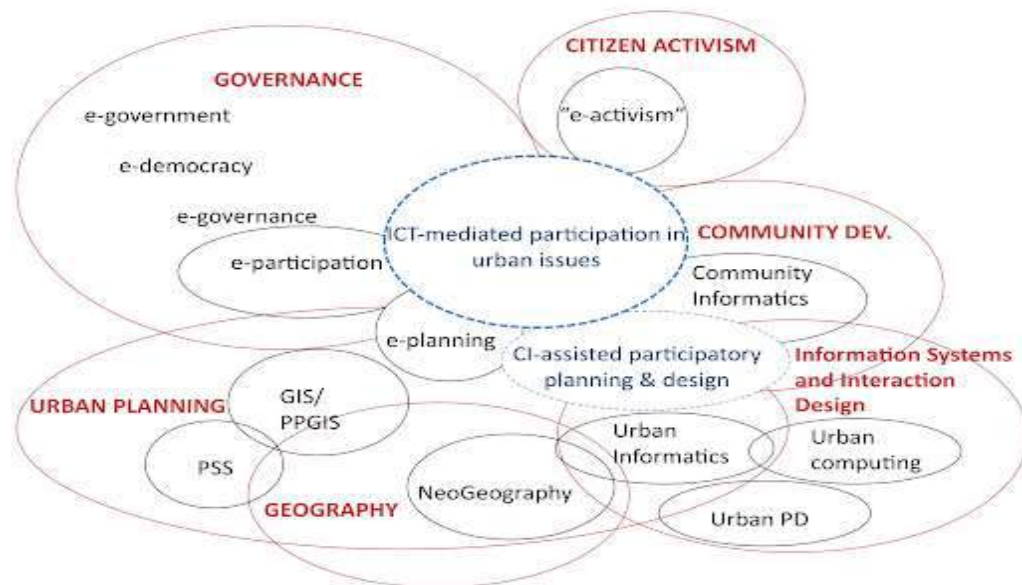 CITIZEN ACTIVISM
GOVERNANCE
e-government
"e-activism"
e-democracy
e-governance
ICT-mediated participation in
urban issues
COMMUNITY DEV.
e-participation
Community
Informatics
e-planning
CI-assisted participatory
planning & design
Information Systems
and Interaction
Design
URBAN PLANNING
GIS/
PPGIS
Urban
Informatics
Urban
computing
PSS
NeoGeography
GEOGRAPHY
Urban PD